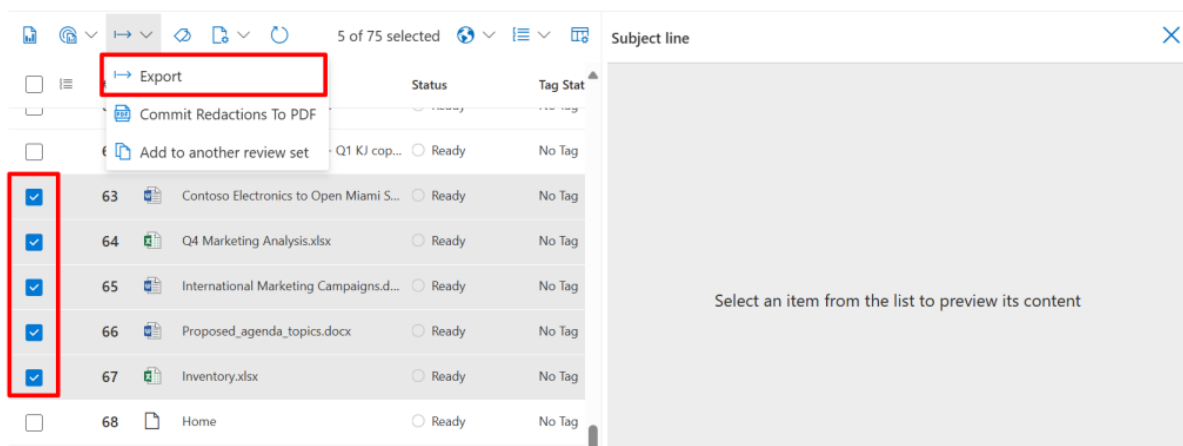 5 of 75 selected
Subject line
Export
Status
Tag Stat
Commit Redactions To PDF
Add to another review set
Q1 KJ cop... Ready No Tag
63 Contoso Electronics to Open Miami S... Ready No Tag
64 Q4 Marketing Analysis.xlsx Ready No Tag
65 International Marketing Campaigns.d... Ready No Tag
Select an item from the list to preview its content
66 Proposed_agenda_topics.docx Ready No Tag
67 Inventory.xlsx Ready No Tag
68 Home Ready No Tag